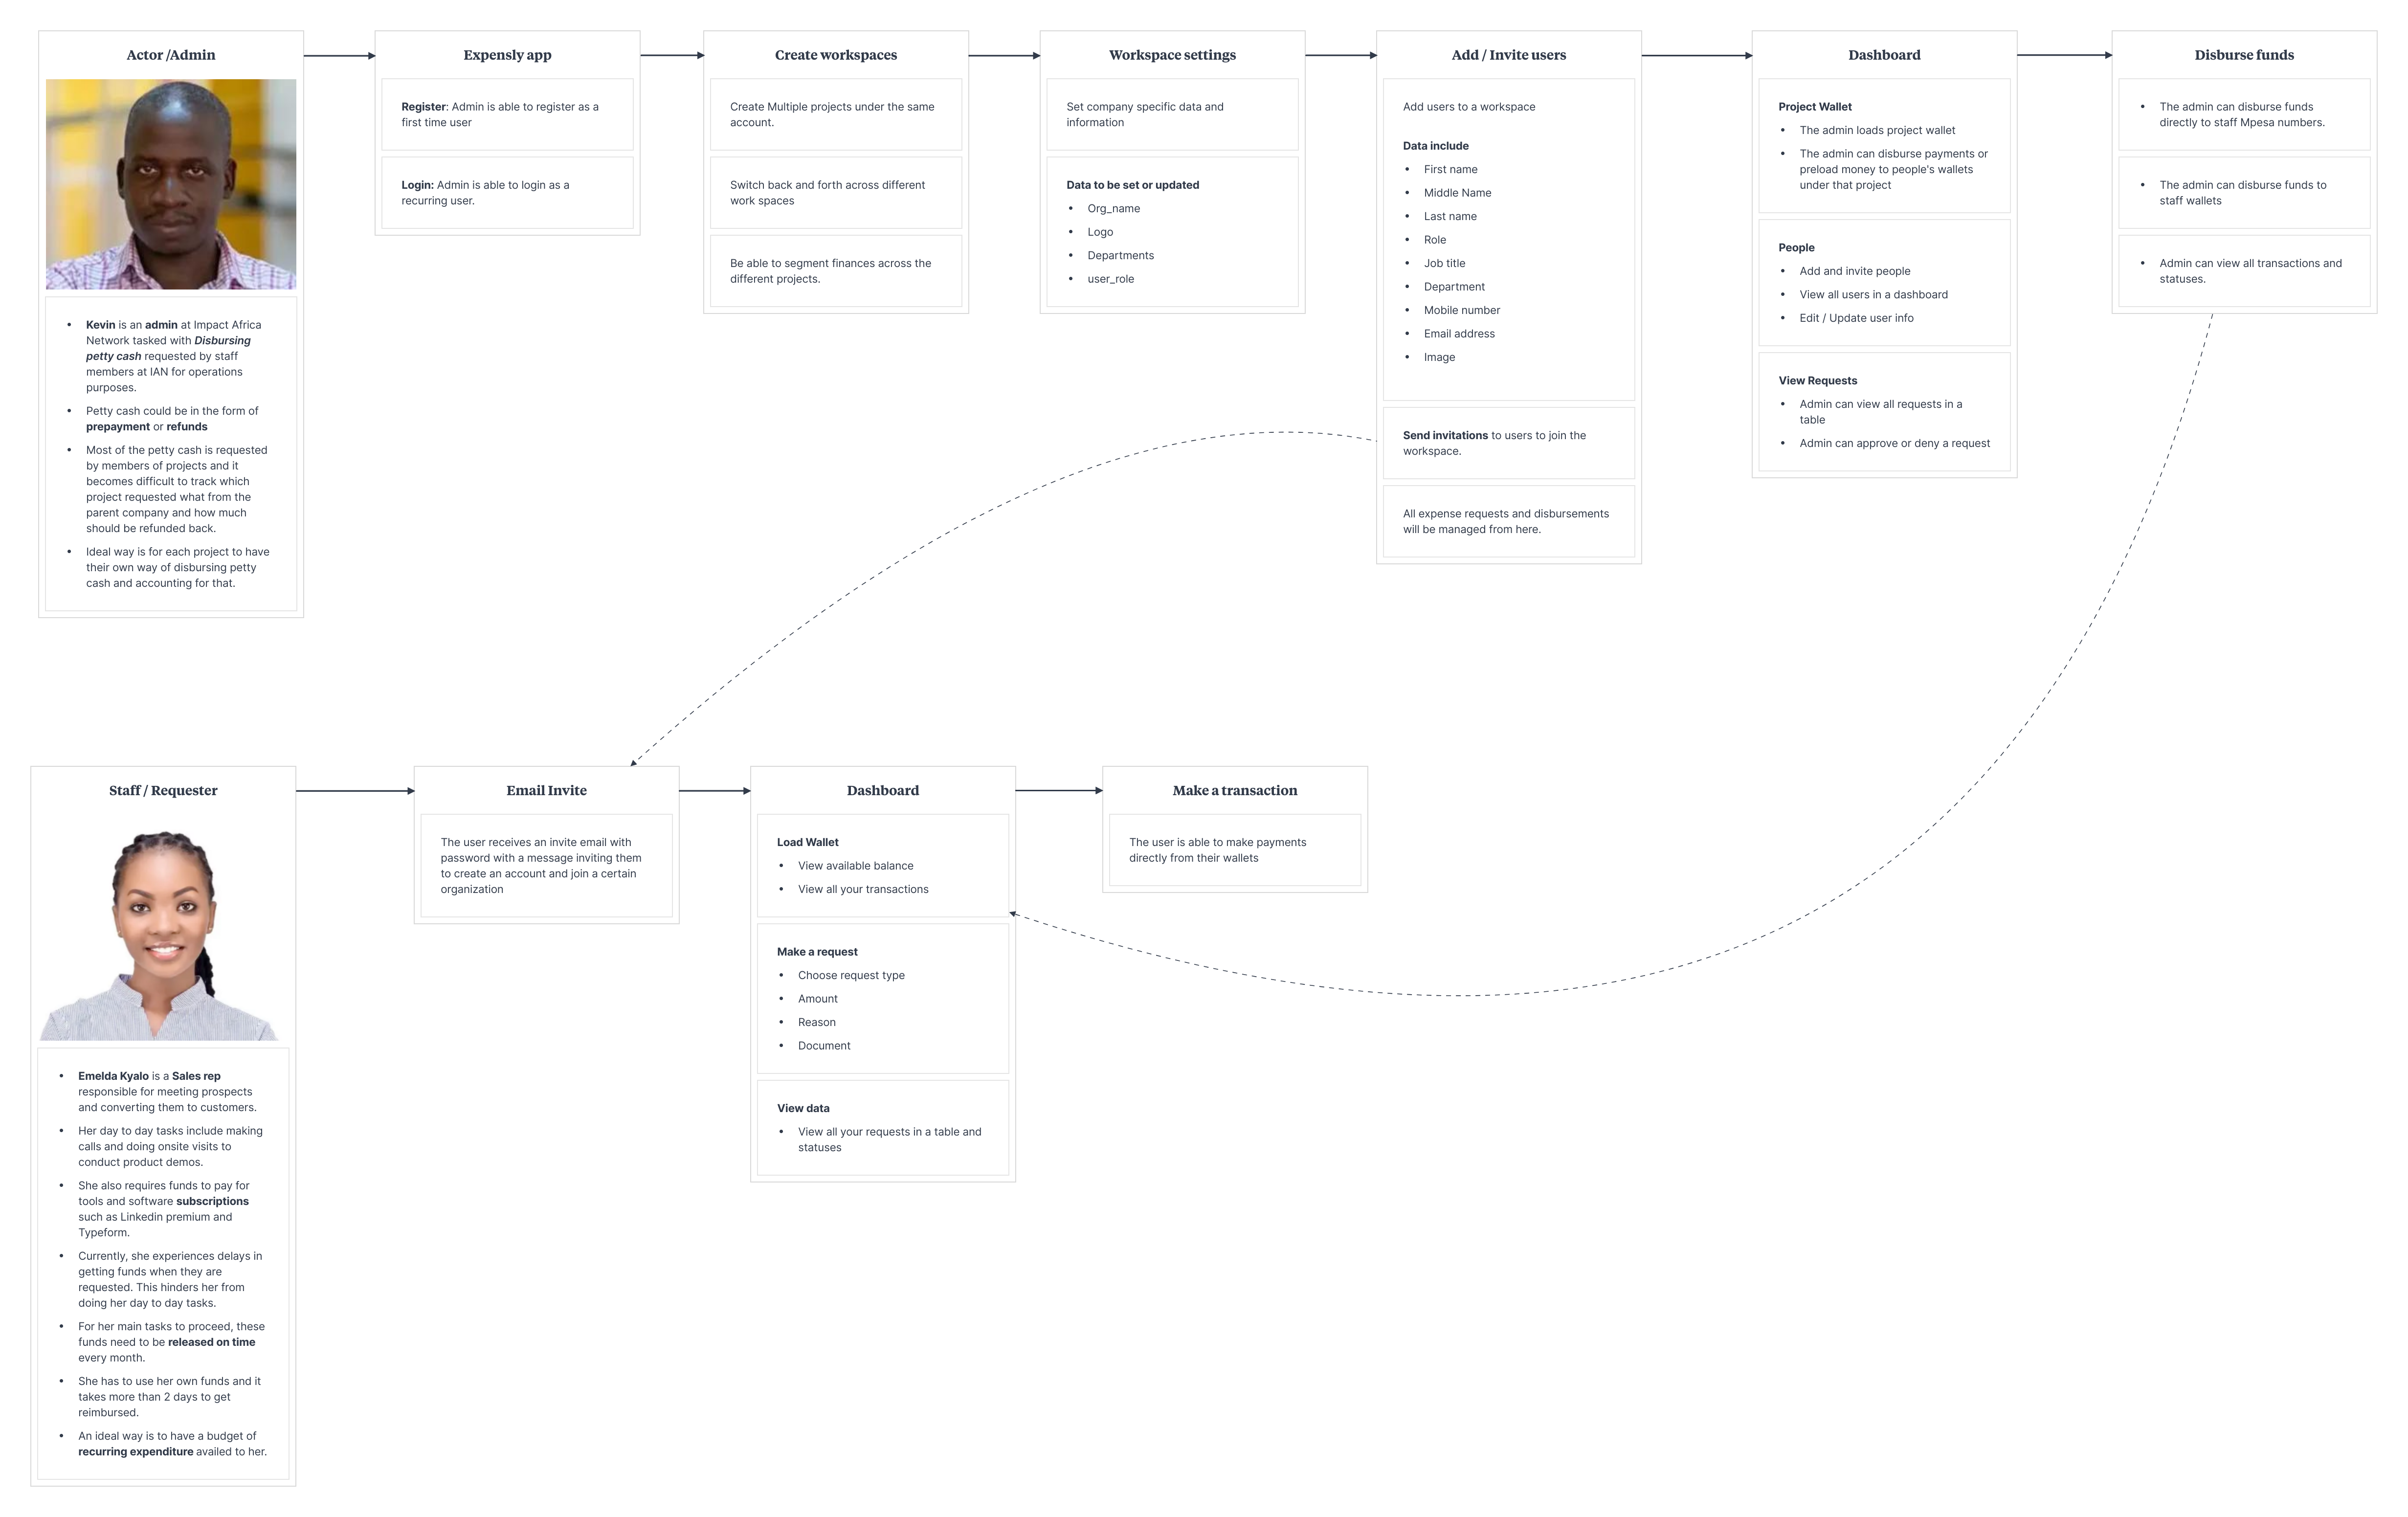 Actor /Admin
Kevin is an admin at Impact Africa
Network tasked with Disbursing
petty cash requested by staff
members at IAN for operations
purposes.
Petty cash could be in the form of
prepayment or refunds
Most of the petty cash is requested
by members of projects and it
becomes difficult to track which
project requested what from the
parent company and how much
should be refunded back.
Ideal way is for each project to have
their own way of disbursing petty
cash and accounting for that.
Expensly app
Register: Admin is able to register as a
first time user
Login: Admin is able to login as a
recurring user.
Create workspaces
Create Multiple projects under the same
account.
Switch back and forth across different
work spaces
Be able to segment finances across the
different projects.
Workspace settings
Set company specific data and
information
Data to be set or updated
Org_name
Logo
Departments
user_role
Add / Invite users
Add users to a workspace
Data include
First name
Middle Name
Last name
Role
Job title
Department
Mobile number
Email address
Image
Send invitations to users to join the
workspace.
All expense requests and disbursements
will be managed from here.
Dashboard
Project Wallet
The admin loads project wallet
The admin can disburse payments or
preload money to people's wallets
under that project
People
Add and invite people
View all users in a dashboard
Edit / Update user info
View Requests
Admin can view all requests in a
table
Admin can approve or deny a request
Disburse funds
The admin can disburse funds
directly to staff Mpesa numbers.
The admin can disburse funds to
staff wallets
Admin can view all transactions and
statuses.
Staff / Requester
Emelda Kyalo is a Sales rep
responsible for meeting prospects
and converting them to customers.
Her day to day tasks include making
calls and doing onsite visits to
conduct product demos.
She also requires funds to pay for
tools and software subscriptions
such as Linkedin premium and
Typeform.
Currently, she experiences delays in
getting funds when they are
requested. This hinders her from
doing her day to day tasks.
For her main tasks to proceed, these
funds need to be released on time
every month.
She has to use her own funds and it
takes more than 2 days to get
reimbursed.
An ideal way is to have a budget of
recurring expenditure availed to her.
Email Invite
The user receives an invite email with
password with a message inviting them
to create an account and join a certain
organization
Dashboard
Load Wallet
View available balance
View all your transactions
Make a request
Choose request type
Amount
Reason
Document
View data
View all your requests in a table and
statuses
Make a transaction
The user is able to make payments
directly from their wallets